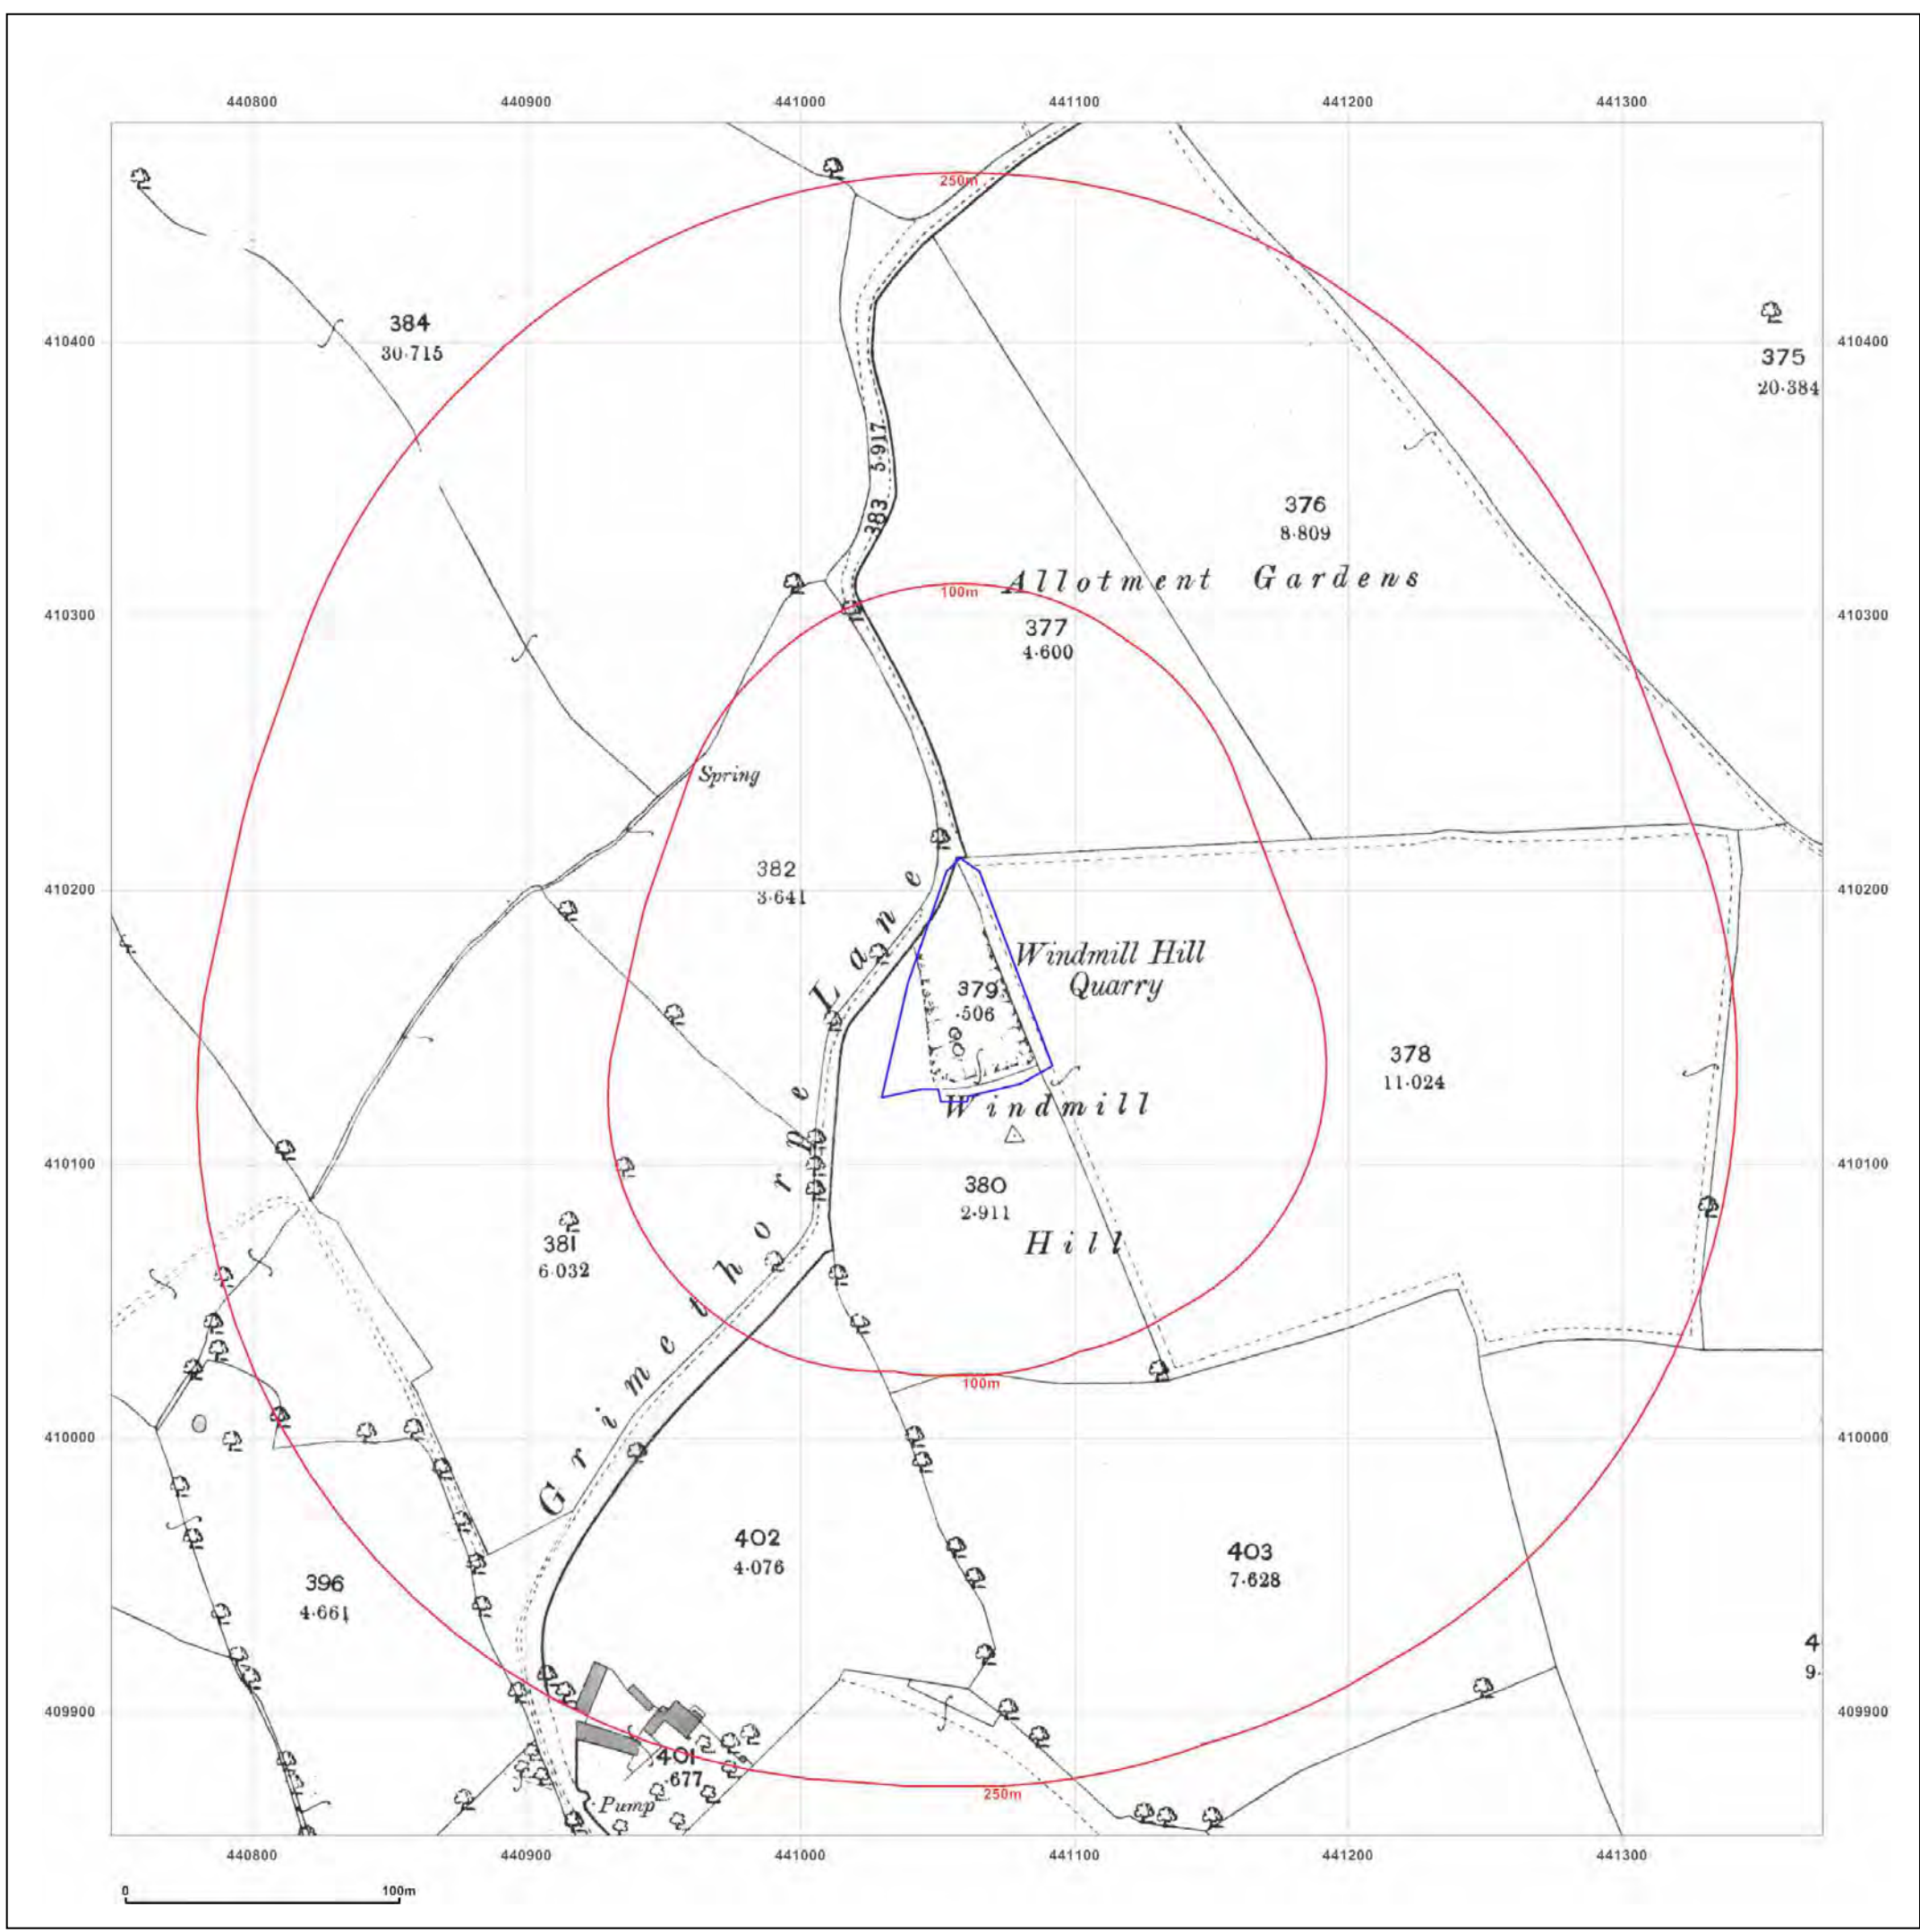 440800 440900 441000 441100 441200 441300
250m
384
30·715
410400
410400
375
20·384
5·917
383
376
8·809
Allotment Gardens
100m
410300
410300
377
4·600
Spring
382
3·641
410200
410200
Windmill Hill
Quarry
379
·506
378
11·024
Windmill
Hill
410100
410100
380
2·911
381
6·032
Grimethorpe Lane
100m
410000
410000
402
4·076
403
7·628
396
4·661
4
9·
409900
409900
401
·677
Pump
250m
440800 440900 441000 441100 441200 441300
0 100m